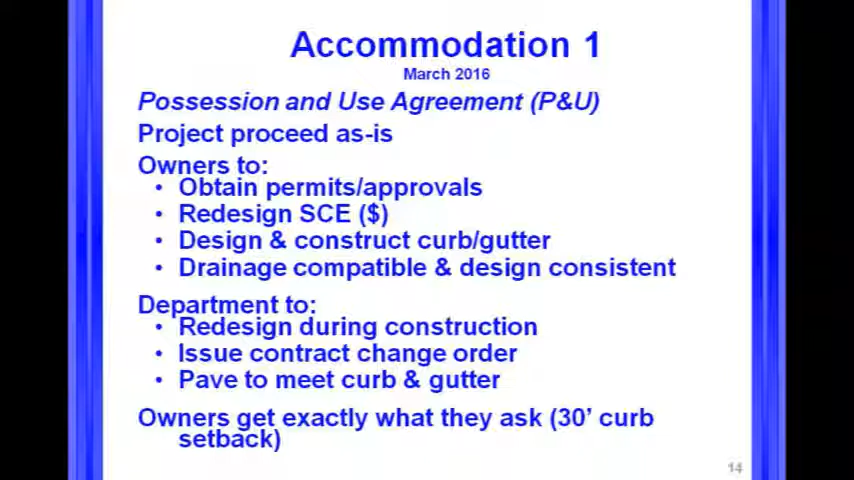 Accommodation 1
March 2016
Possession and Use Agreement (P&U)
Project proceed as-is
Owners to:
• Obtain permits/approvals
• Redesign SCE ($)
• Design & construct curb/gutter
• Drainage compatible & design consistent
Department to:
• Redesign during construction
• Issue contract change order
• Pave to meet curb & gutter
Owners get exactly what they ask (30’ curb
setback)
14